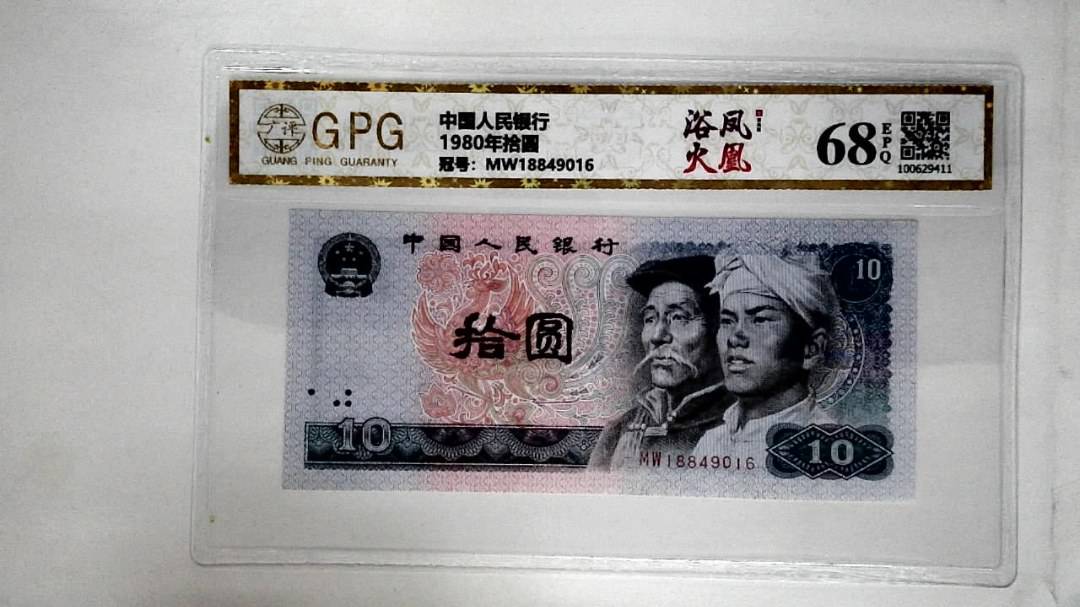 广评
GPG
GUANG PING GUARANTY
中国人民银行
1980年拾圆
冠号：MW18849016
浴火
凤凰
68
EPQ
100629411
中国人民银行
10
拾圆
10
MW18849016
10